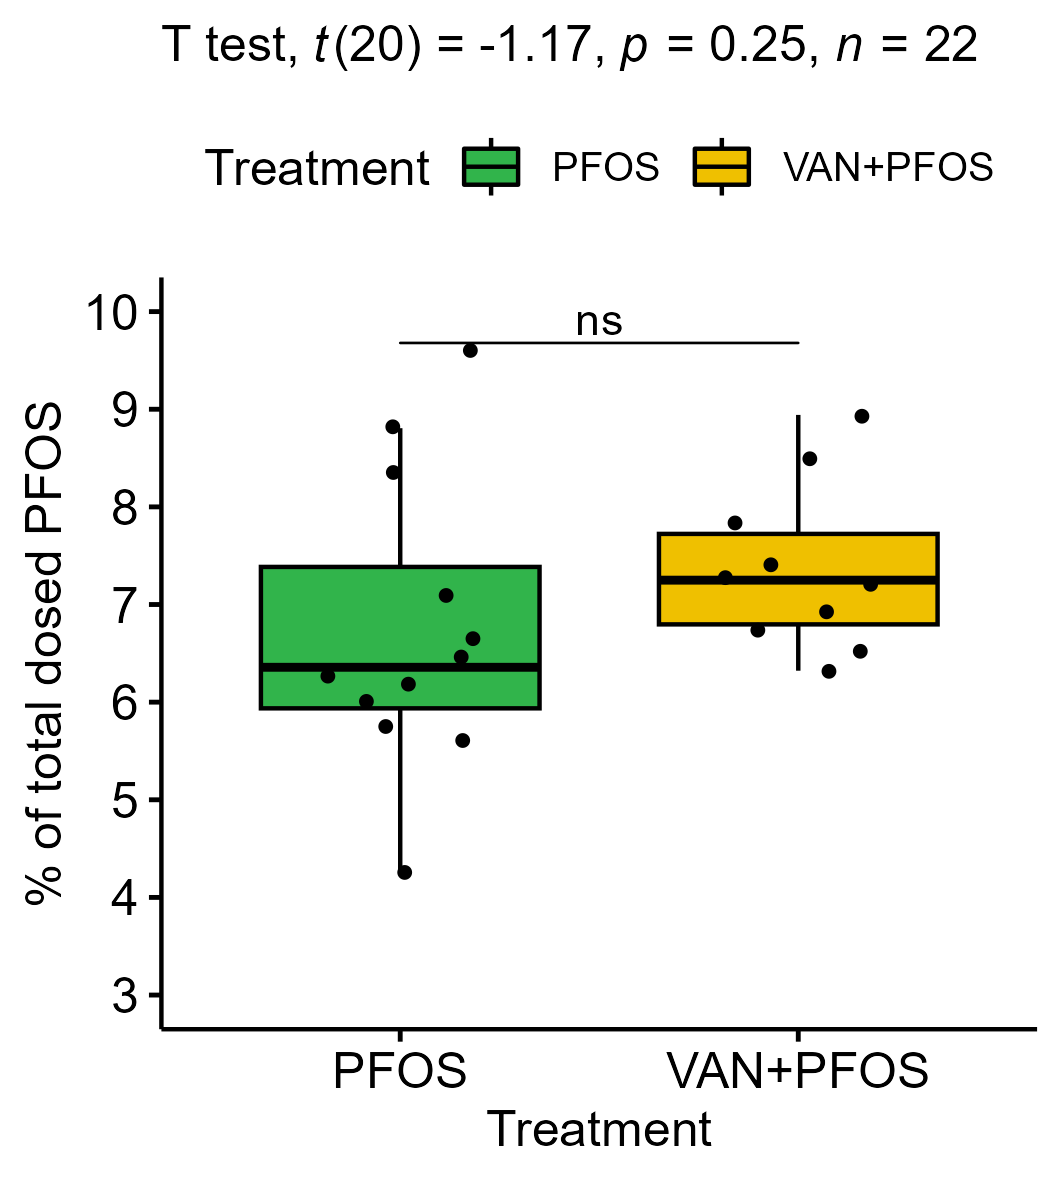 T test, t(20) = -1.17, p = 0.25, n = 22
Treatment PFOS VAN+PFOS
10
9
8
7
6
5
4
3
% of total dosed PFOS
ns
PFOS VAN+PFOS
Treatment